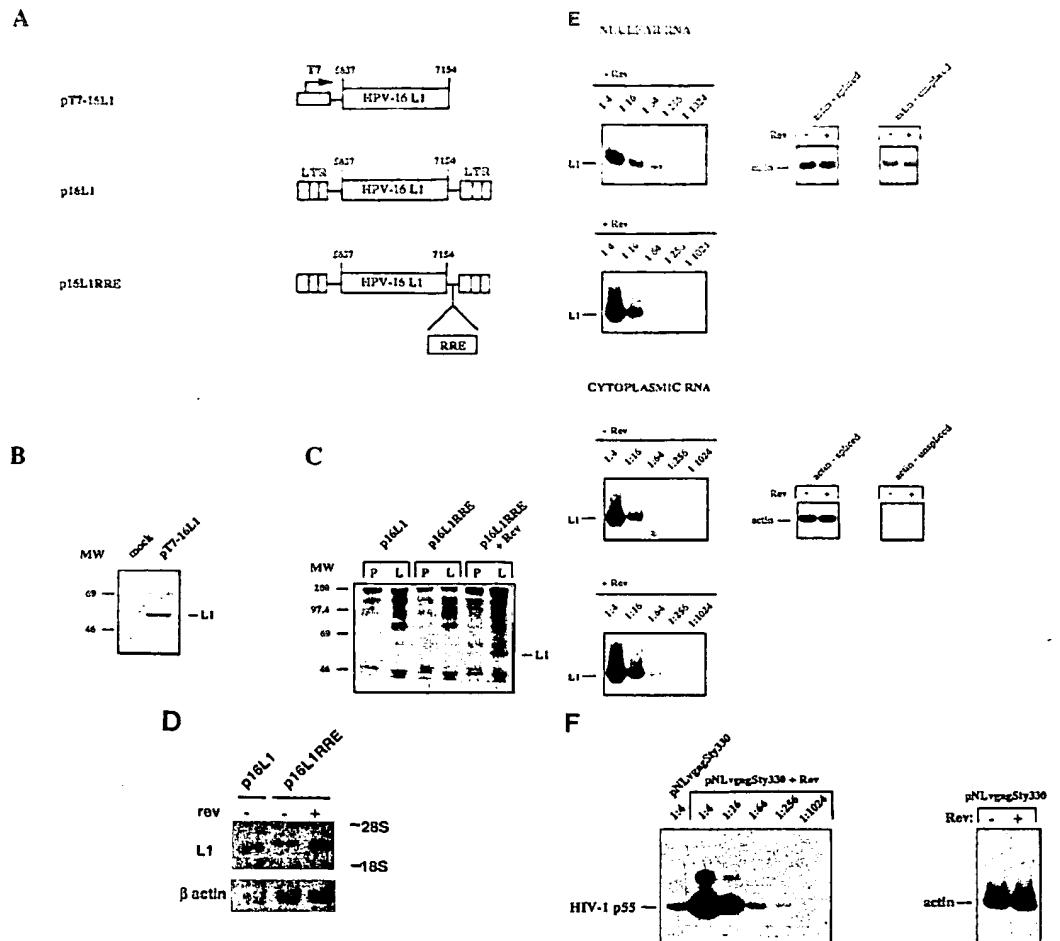 A
T7
5637
7154
pT7-16L1
HPV-16 L1
5637
7154
LTR
LTR
p16L1
HPV-16 L1
5637
7154
p16L1RRE
HPV-16 L1
RRE
B
mock
pT7-16L1
MW
69
46
L1
C
p16L1
p16L1RRE
p16L1RRE
+ Rev
MW
P L P L P L
200
97.4
69
46
L1
D
p16L1
p16L1RRE
rev - - +
~28S
L1
~18S
β actin
E
NUCLEAR RNA
- Rev
1:4 1:16 1:64 1:256
L1
actin - spliced
Rev - +
actin
- +
+ Rev
1:4 1:16 1:64 1:256
L1
CYTOPLASMIC RNA
- Rev
1:4 1:16 1:64 1:256 1:1024
L1
actin - spliced
actin - unspliced
Rev - +
- +
actin
+ Rev
1:4 1:16 1:64 1:256 1:1024
L1
F
pNLvgagSty330
pNLvgagSty330 + Rev
1:4 1:4 1:16 1:64 1:256 1:1024
HIV-1 p55
pNLvgagSty330
Rev: - +
actin